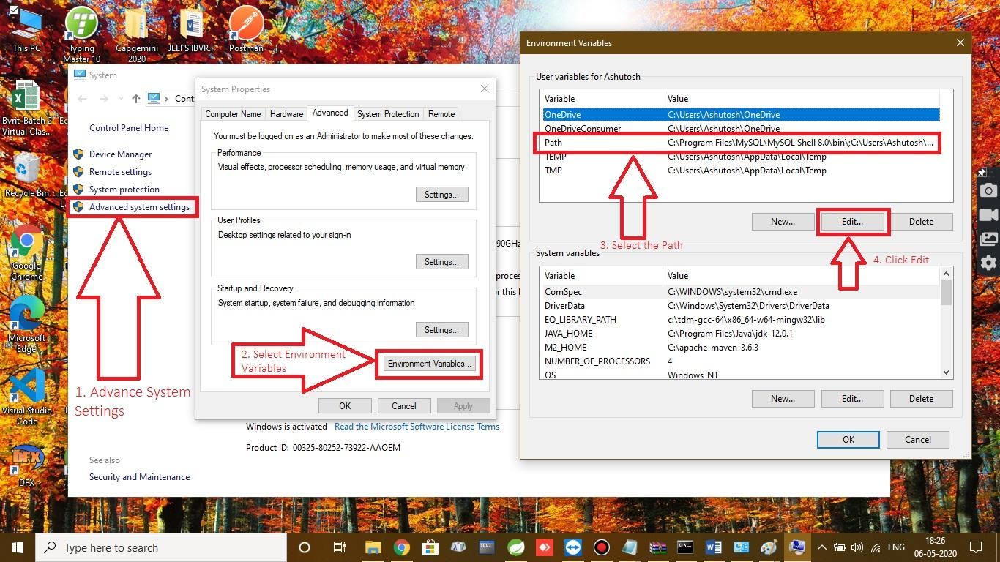 This PC
Typing
Master 10
Capgemini
2020
JEEFSIIBVR...
Postman
Bvrit-Batch 2
Virtual Clas...
Recycle Bin
Google
Chrome
Microsoft
Edge
Visual Studio
Code
DFX
DFX
System
Contr
Control Panel Home
Device Manager
Remote settings
System protection
Advanced system settings
1. Advance System
Settings
See also
Security and Maintenance
System Properties
Computer Name
Hardware
Advanced
System Protection
Remote
You must be logged on as an Administrator to make most of these changes.
Performance
Visual effects, processor scheduling, memory usage, and virtual memory
Settings...
User Profiles
Desktop settings related to your sign-in
Settings...
Startup and Recovery
System startup, system failure, and debugging information
Settings...
2. Select Environment
Variables
Environment Variables...
OK
Cancel
Apply
90GHz
Windows is activated Read the Microsoft Software License Terms
Product ID: 00325-80252-73922-AAOEM
Environment Variables
User variables for Ashutosh
Variable Value
OneDrive C:\Users\Ashutosh\OneDrive
OneDriveConsumer C:\Users\Ashutosh\OneDrive
Path C:\Program Files\MySQL\MySQL Shell 8.0\bin\;C:\Users\Ashutosh\...
TEMP C:\Users\Ashutosh\AppData\Local\Temp
TMP C:\Users\Ashutosh\AppData\Local\Temp
New...
Edit...
Delete
3. Select the Path
4. Click Edit
System variables
Variable Value
ComSpec C:\WINDOWS\system32\cmd.exe
DriverData C:\Windows\System32\Drivers\DriverData
EQ_LIBRARY_PATH c:\tdm-gcc-64\x86_64-w64-mingw32\lib
JAVA_HOME C:\Program Files\Java\jdk-12.0.1
M2_HOME C:\apache-maven-3.6.3
NUMBER_OF_PROCESSORS 4
OS Windows_NT
New...
Edit...
Delete
OK
Cancel
Type here to search
ENG
18:26
06-05-2020